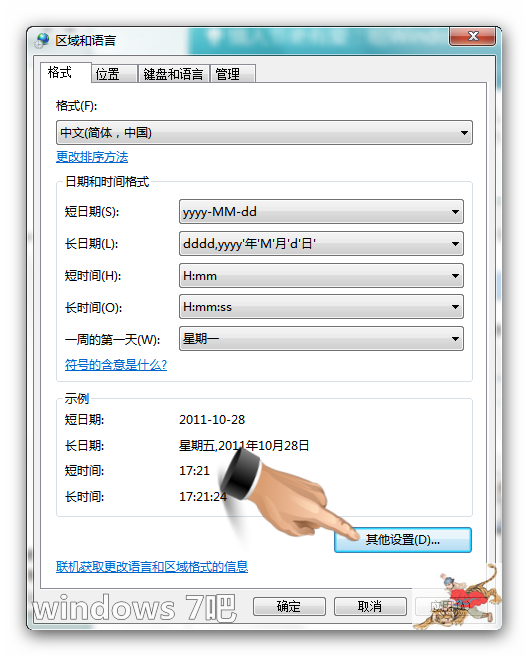 区域和语言
格式 位置 键盘和语言 管理
格式(F):
中文(简体，中国)
更改排序方法
日期和时间格式
短日期(S): yyyy-MM-dd
长日期(L): dddd,yyyy'年'M'月'd'日'
短时间(H): H:mm
长时间(O): H:mm:ss
一周的第一天(W): 星期一
符号的含意是什么?
示例
短日期: 2011-10-28
长日期: 星期五,2011年10月28日
短时间: 17:21
长时间: 17:21:24
其他设置(D)...
联机获取更改语言和区域格式的信息
windows 7吧
确定 取消